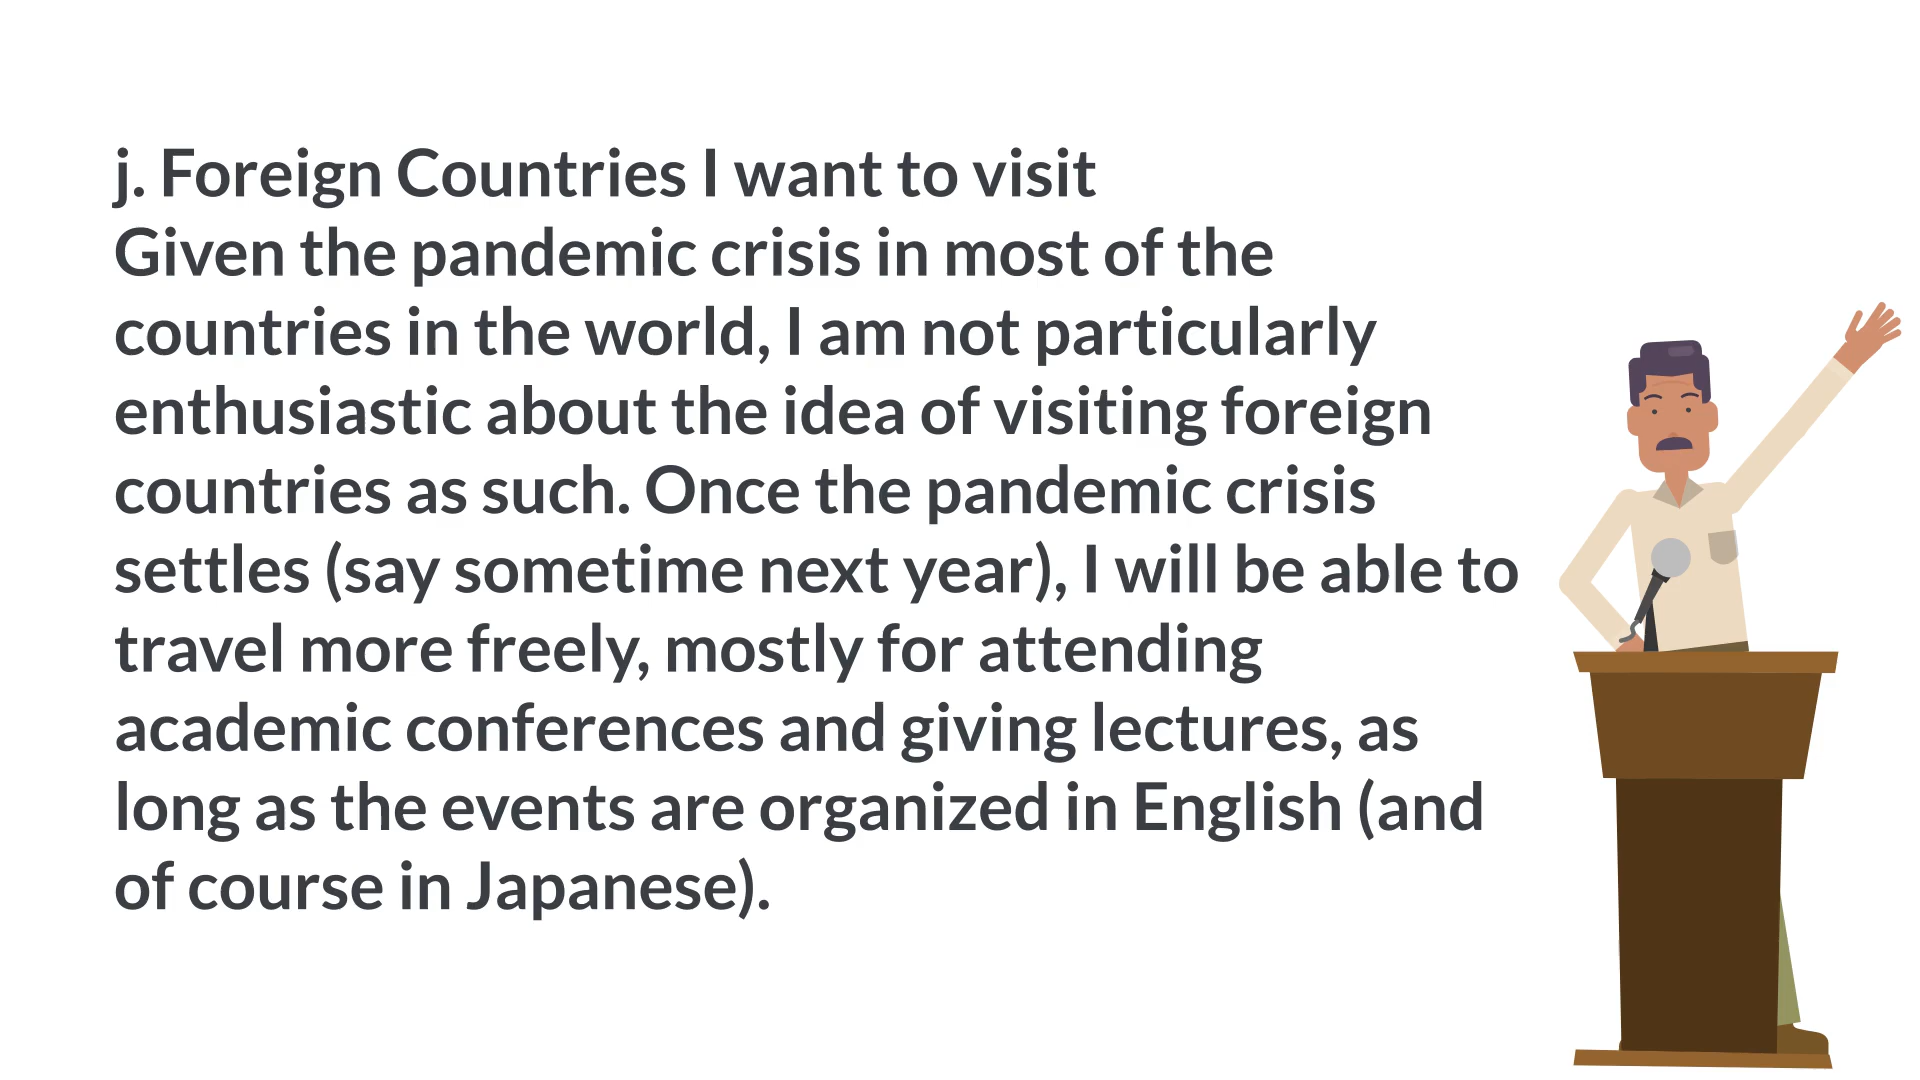 j. Foreign Countries I want to visit
Given the pandemic crisis in most of the
countries in the world, I am not particularly
enthusiastic about the idea of visiting foreign
countries as such. Once the pandemic crisis
settles (say sometime next year), I will be able to
travel more freely, mostly for attending
academic conferences and giving lectures, as
long as the events are organized in English (and
of course in Japanese).